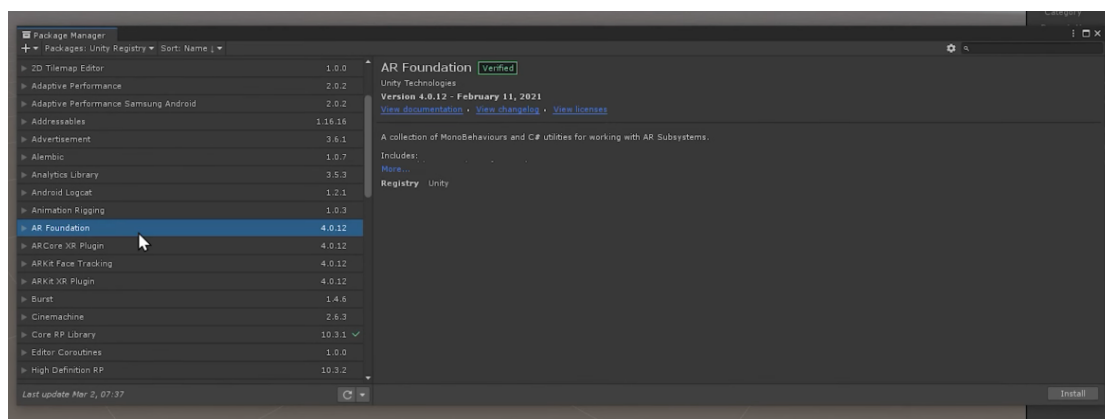 Category
Package Manager
Packages: Unity Registry Sort: Name ↓
2D Tilemap Editor 1.0.0
Adaptive Performance 2.0.2
Adaptive Performance Samsung Android 2.0.2
Addressables 1.16.16
Advertisement 3.6.1
Alembic 1.0.7
Analytics Library 3.5.3
Android Logcat 1.2.1
Animation Rigging 1.0.3
AR Foundation 4.0.12
ARCore XR Plugin 4.0.12
ARKit Face Tracking 4.0.12
ARKit XR Plugin 4.0.12
Burst 1.4.6
Cinemachine 2.6.3
Core RP Library 10.3.1
Editor Coroutines 1.0.0
High Definition RP 10.3.2
Last update Mar 2, 07:37
AR Foundation Verified
Unity Technologies
Version 4.0.12 - February 11, 2021
View documentation • View changelog • View licenses
A collection of MonoBehaviours and C# utilities for working with AR Subsystems.
Includes:
More...
Registry Unity
Install